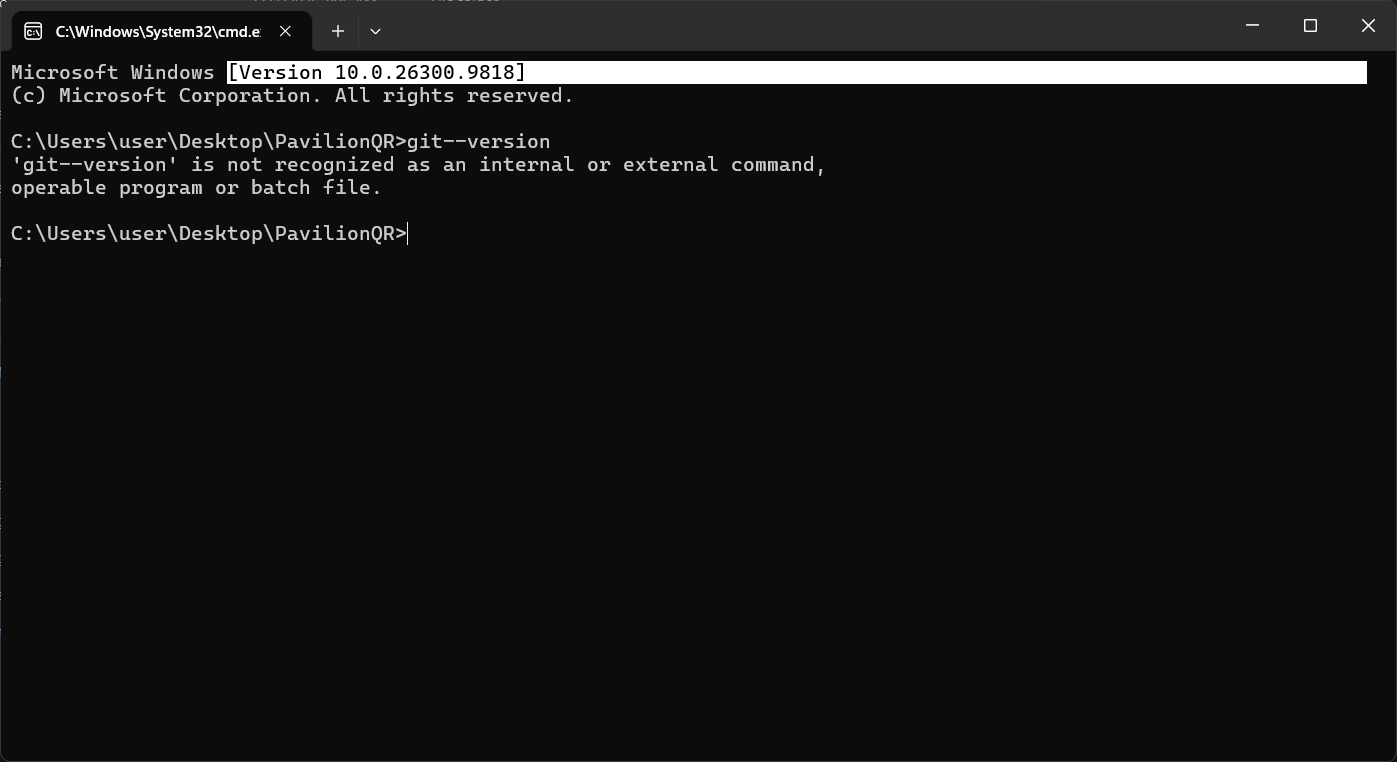 C:\Windows\System32\cmd.e
Microsoft Windows [Version 10.0.26300.9818]
(c) Microsoft Corporation. All rights reserved.
C:\Users\user\Desktop\PavilionQR>git--version
'git--version' is not recognized as an internal or external command,
operable program or batch file.
C:\Users\user\Desktop\PavilionQR>